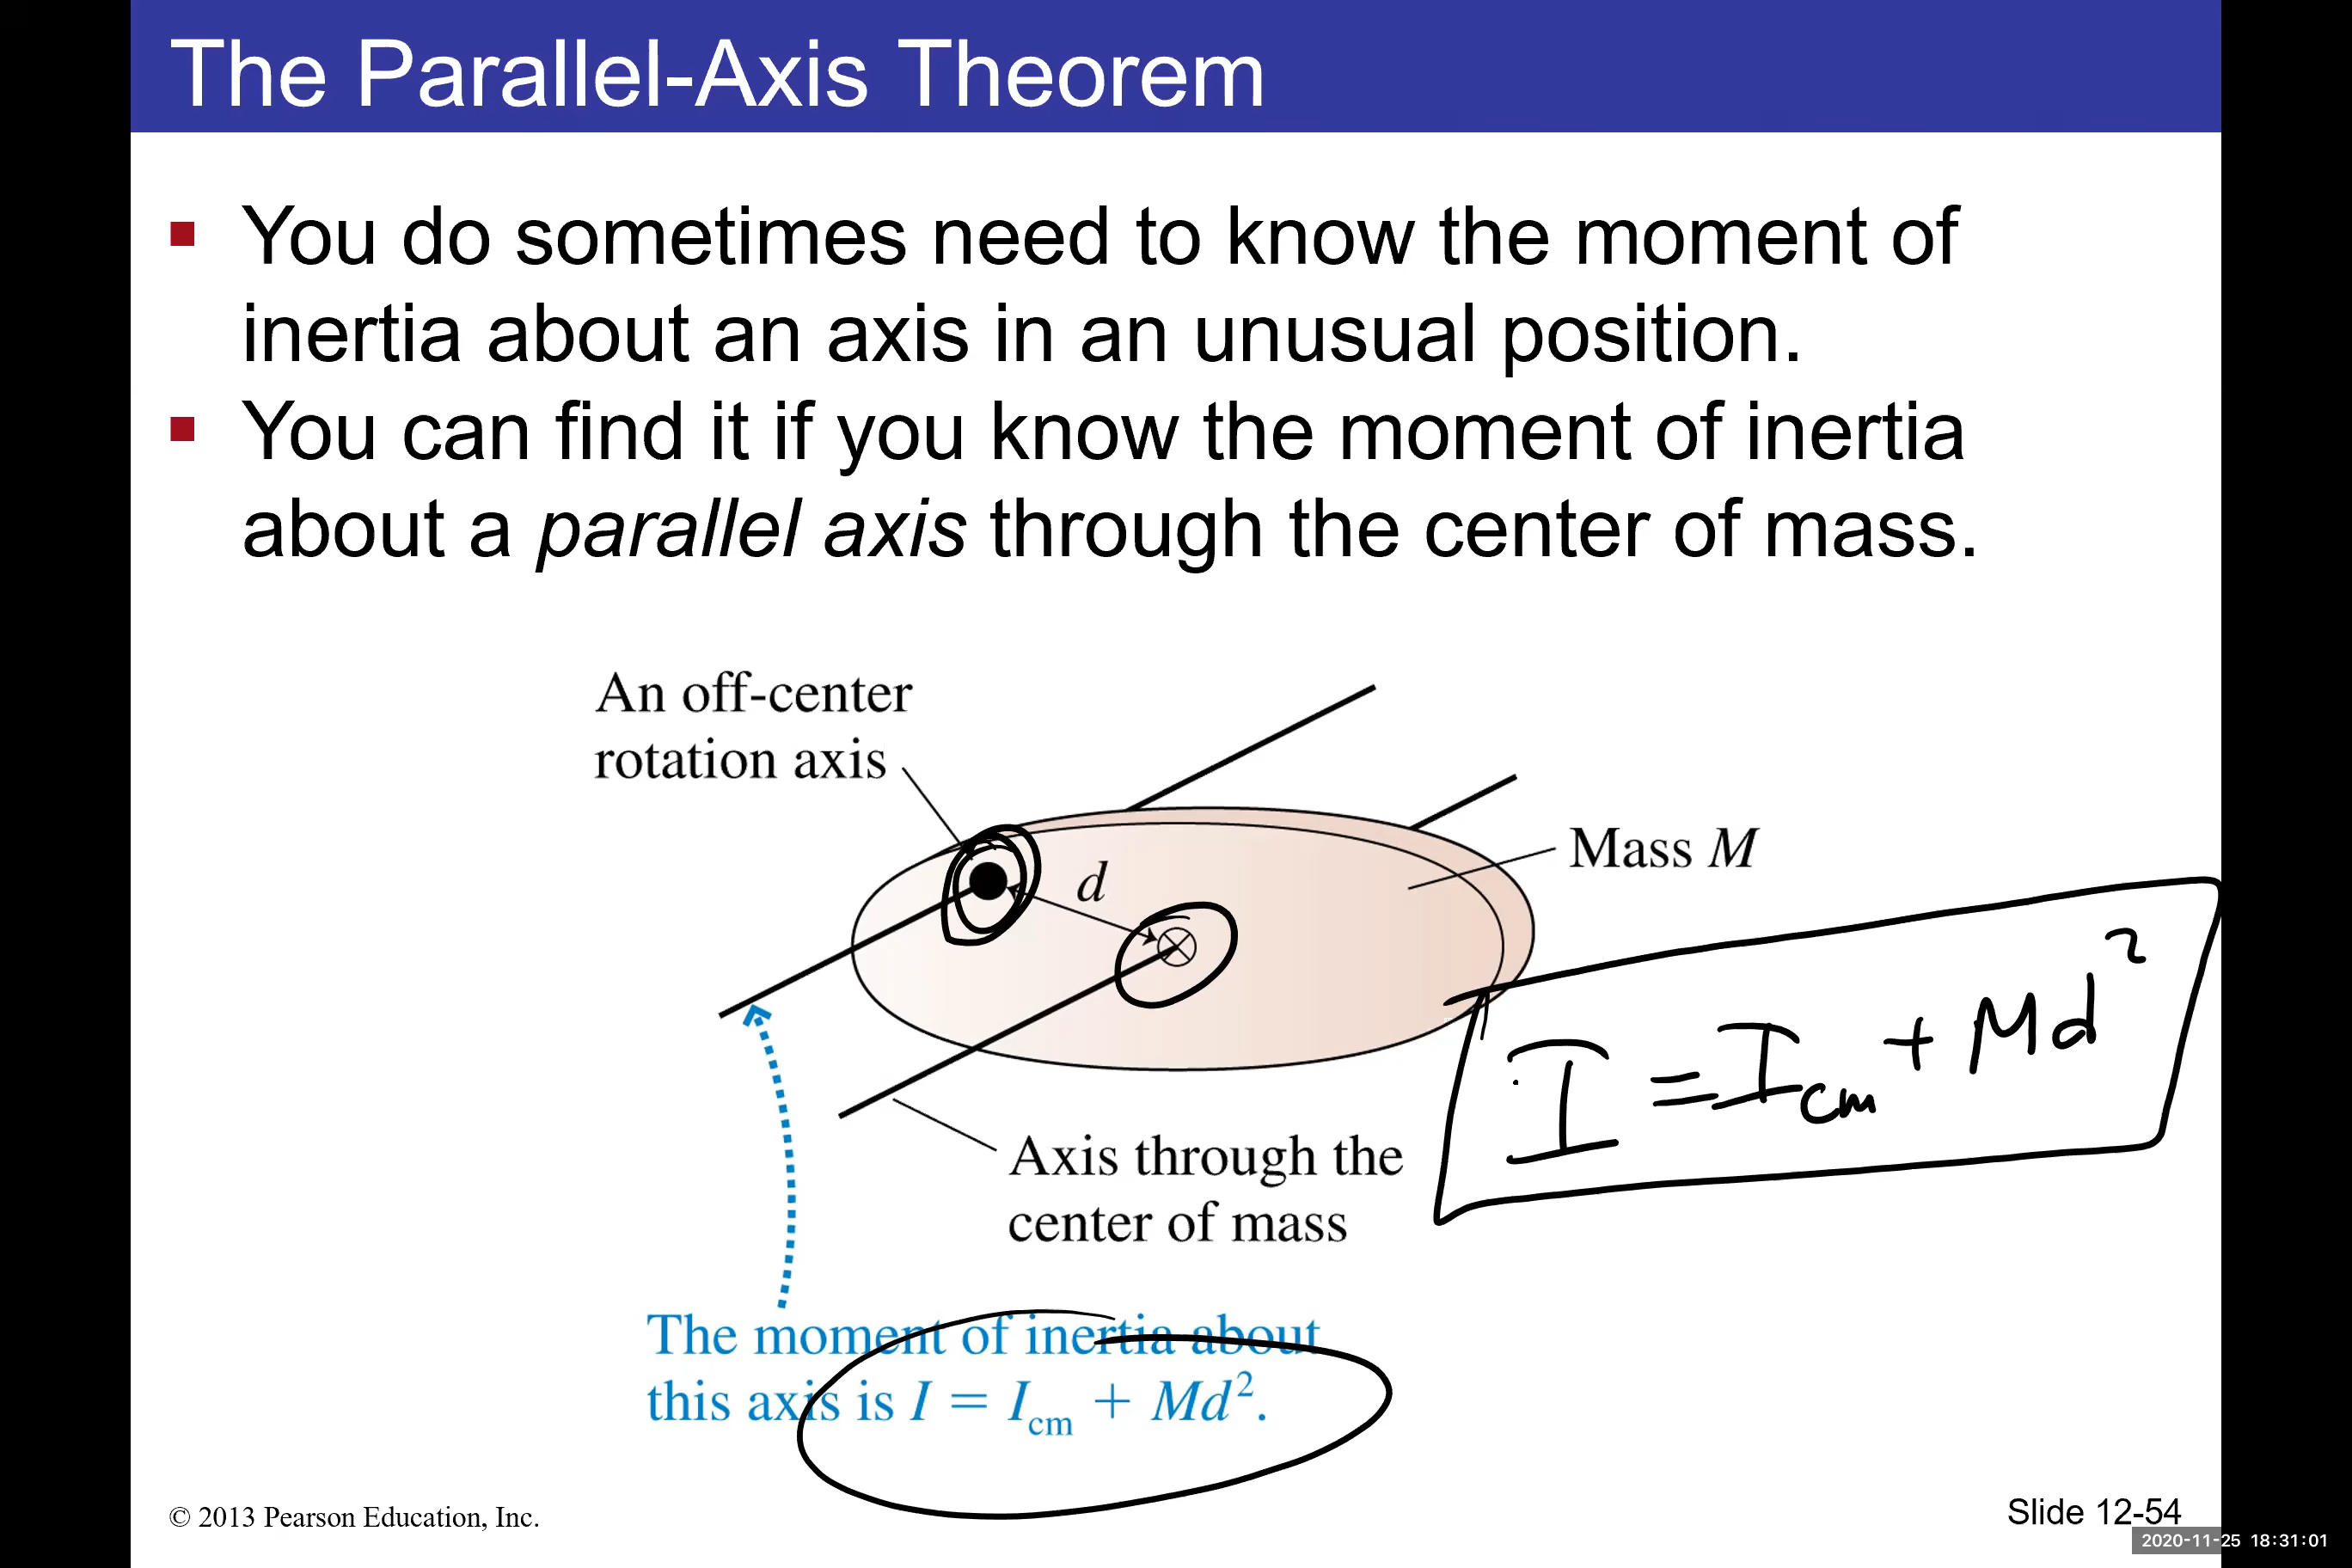 The Parallel-Axis Theorem
▪ You do sometimes need to know the moment of
inertia about an axis in an unusual position.
▪ You can find it if you know the moment of inertia
about a parallel axis through the center of mass.
An off-center
rotation axis
d
Mass M
I = Icm + Md²
Axis through the
center of mass
The moment of inertia about
this axis is I = Icm + Md².
© 2013 Pearson Education, Inc.
Slide 12-54
2020-11-25 18:31:01